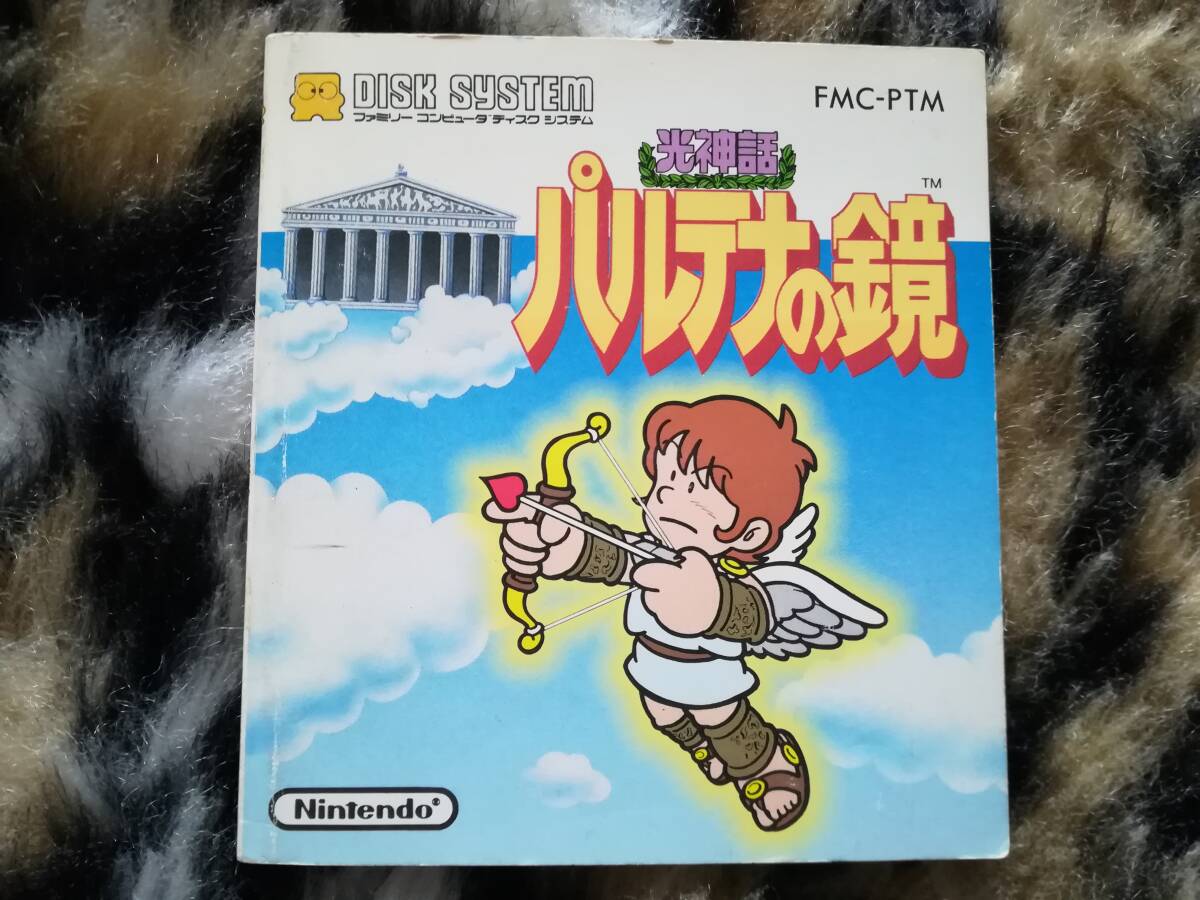 DISK SYSTEM
ファミリー コンピュータ ディスク システム
FMC-PTM
光神話
パルテナの鏡 TM
Nintendo®